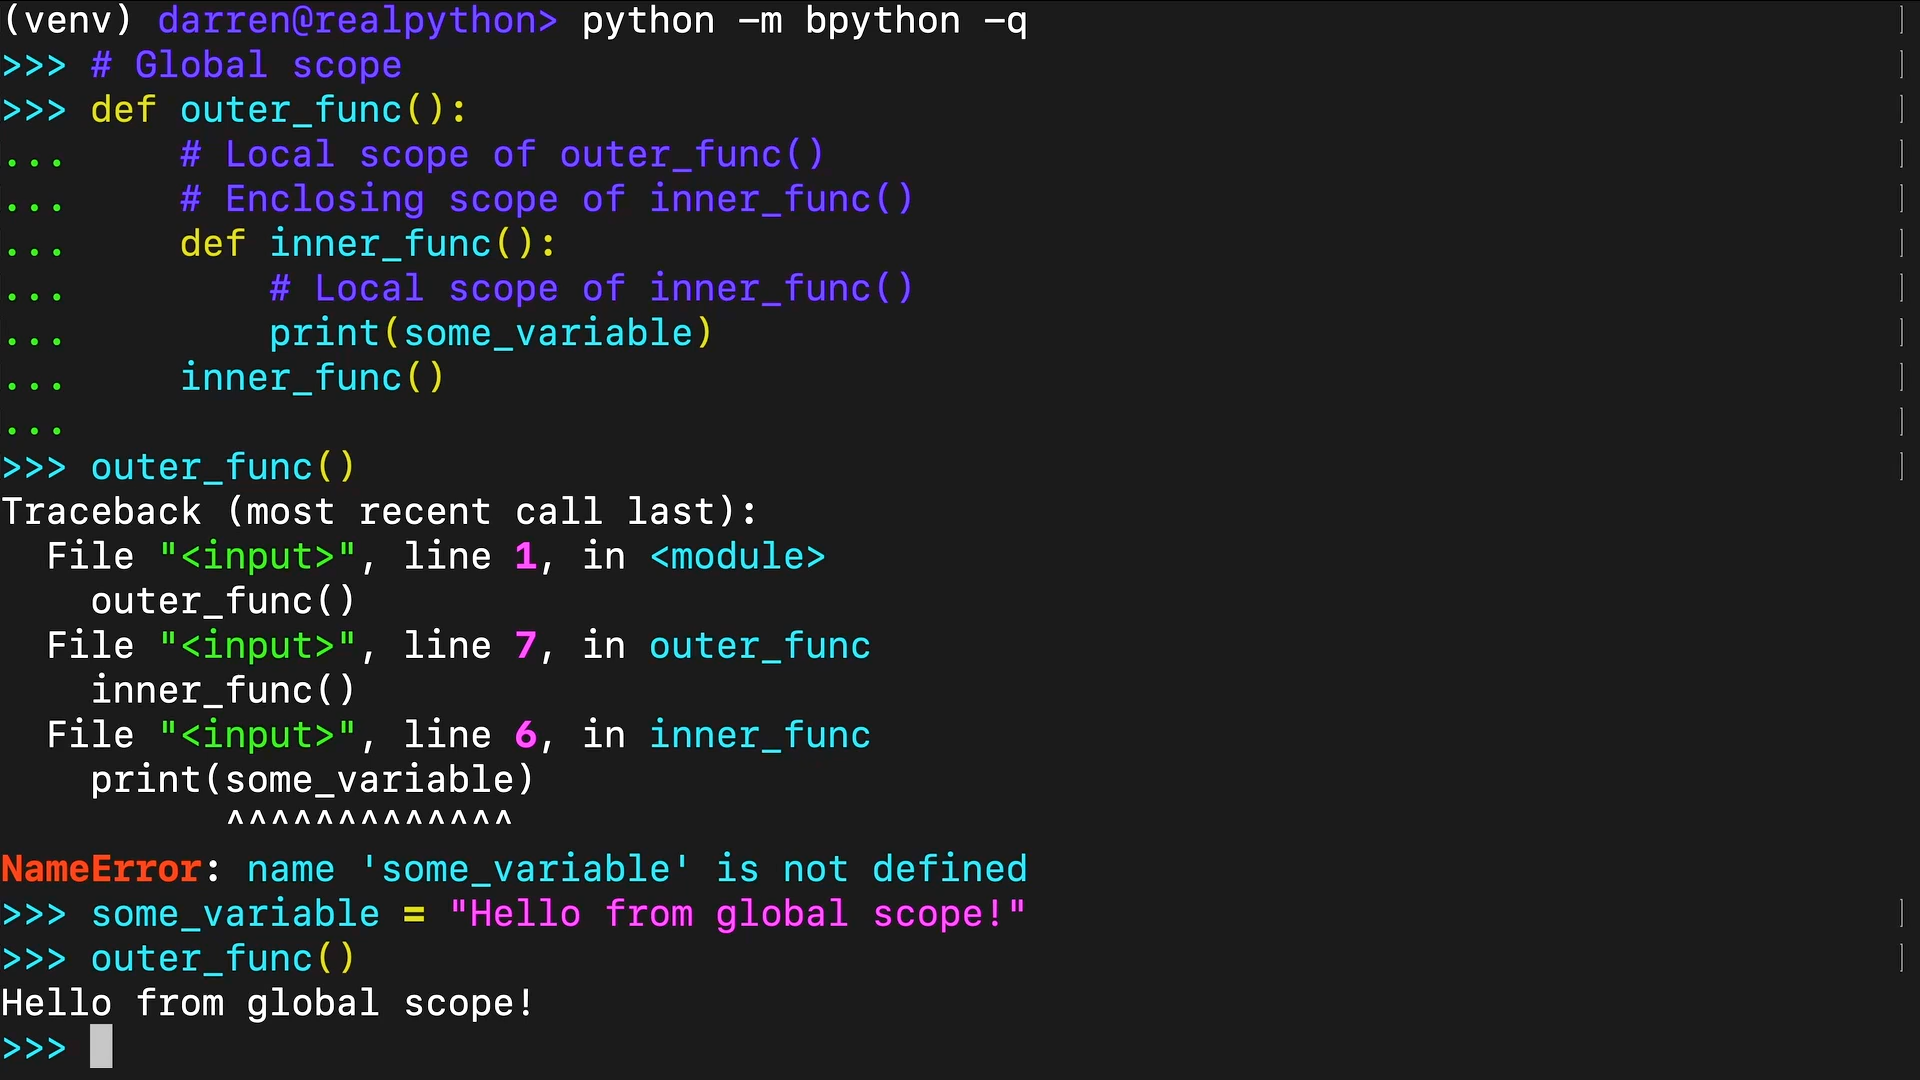 (venv) darren@realpython> python -m bpython -q
>>> # Global scope
>>> def outer_func():
...     # Local scope of outer_func()
...     # Enclosing scope of inner_func()
...     def inner_func():
...         # Local scope of inner_func()
...         print(some_variable)
...     inner_func()
...
>>> outer_func()
Traceback (most recent call last):
  File "<input>", line 1, in <module>
    outer_func()
  File "<input>", line 7, in outer_func
    inner_func()
  File "<input>", line 6, in inner_func
    print(some_variable)
          ^^^^^^^^^^^^^
NameError: name 'some_variable' is not defined
>>> some_variable = "Hello from global scope!"
>>> outer_func()
Hello from global scope!
>>>